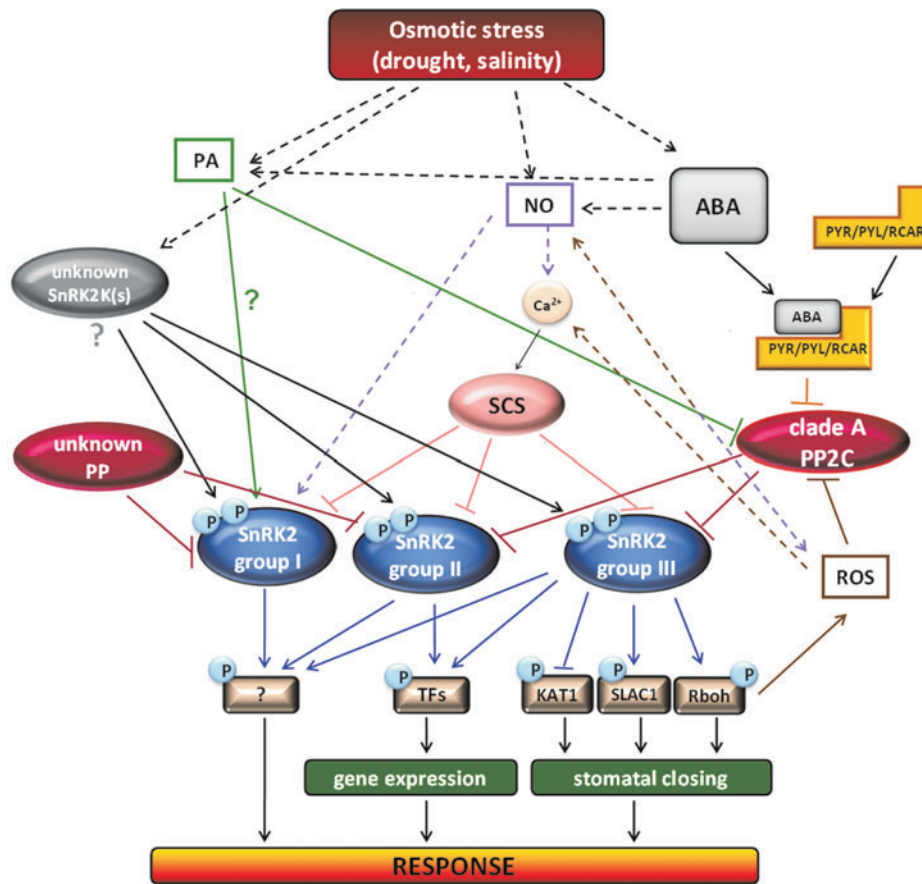 Osmotic stress
(drought, salinity)
PA
NO
ABA
PYR/PYL/RCAR
unknown
SnRK2K(s)
?
?
Ca2+
ABA
PYR/PYL/RCAR
SCS
clade A
PP2C
unknown
PP
P
P
SnRK2
group I
P
P
SnRK2
group II
P
P
SnRK2
group III
ROS
P
?
P
TFs
P
KAT1
P
SLAC1
P
Rboh
gene expression
stomatal closing
RESPONSE